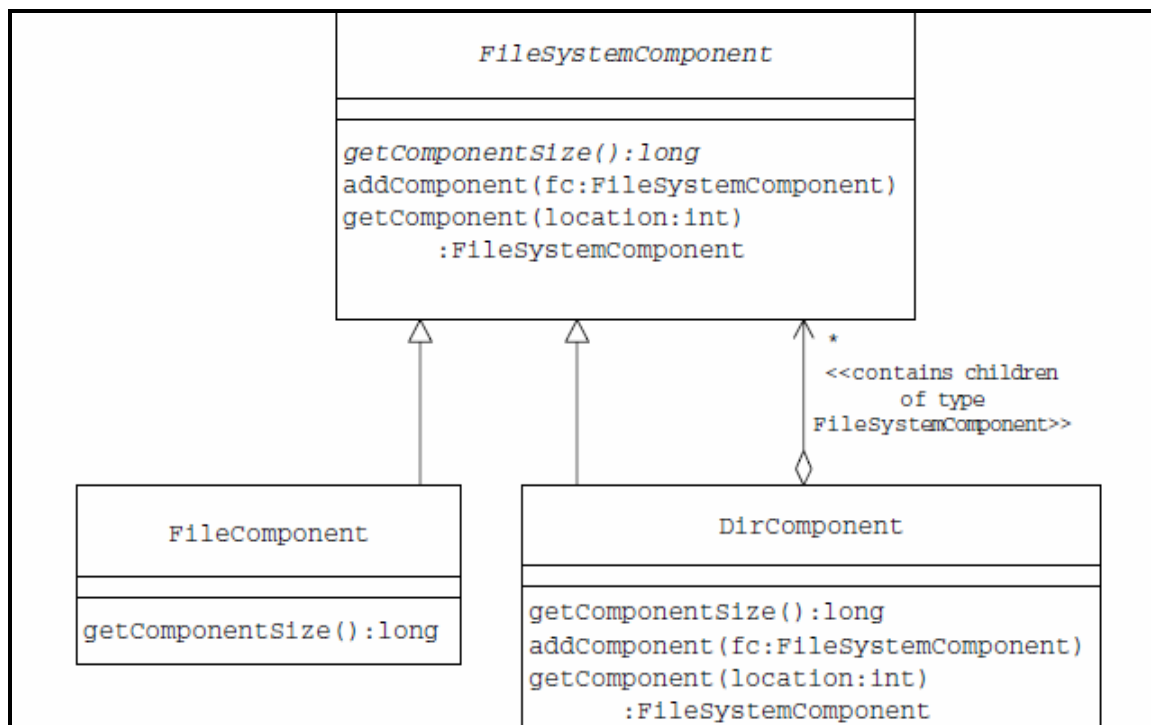 FileSystemComponent
getComponentSize():long
addComponent(fc:FileSystemComponent)
getComponent(location:int)
:FileSystemComponent
*
<<contains children
of type
FileSystemComponent>>
FileComponent
getComponentSize():long
DirComponent
getComponentSize():long
addComponent(fc:FileSystemComponent)
getComponent(location:int)
:FileSystemComponent